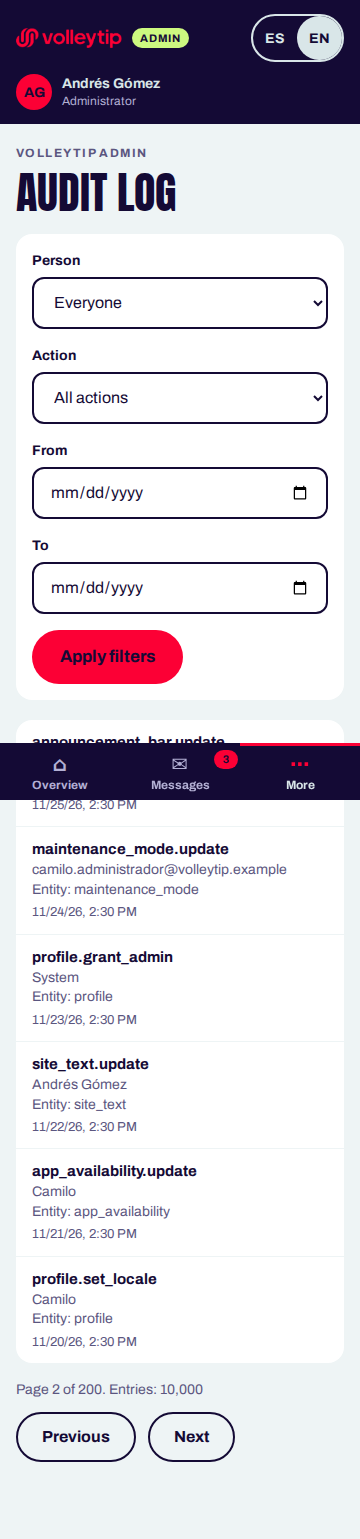 volleytip ADMIN ES EN
AG Andrés Gómez
Administrator
VOLLEYTIP ADMIN
AUDIT LOG
Person
Everyone
Action
All actions
From
mm/dd/yyyy
To
mm/dd/yyyy
Apply filters
announcement_bar.update
3
Overview Messages More
11/25/26, 2:30 PM
maintenance_mode.update
camilo.administrador@volleytip.example
Entity: maintenance_mode
11/24/26, 2:30 PM
profile.grant_admin
System
Entity: profile
11/23/26, 2:30 PM
site_text.update
Andrés Gómez
Entity: site_text
11/22/26, 2:30 PM
app_availability.update
Camilo
Entity: app_availability
11/21/26, 2:30 PM
profile.set_locale
Camilo
Entity: profile
11/20/26, 2:30 PM
Page 2 of 200. Entries: 10,000
Previous Next